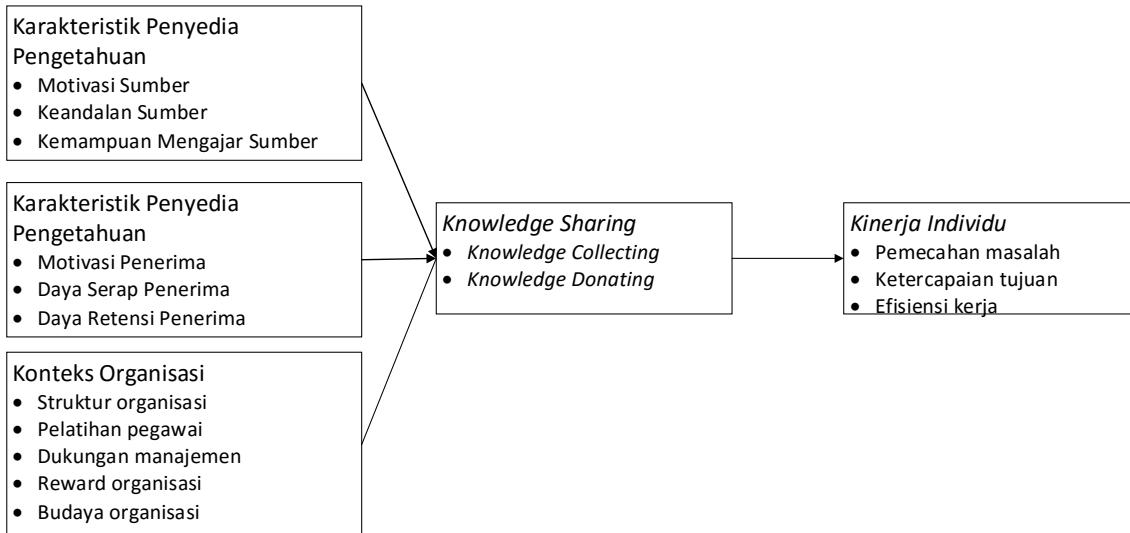 Karakteristik Penyedia
Pengetahuan
• Motivasi Sumber
• Keandalan Sumber
• Kemampuan Mengajar Sumber
Karakteristik Penyedia
Pengetahuan
• Motivasi Penerima
• Daya Serap Penerima
• Daya Retensi Penerima
Konteks Organisasi
• Struktur organisasi
• Pelatihan pegawai
• Dukungan manajemen
• Reward organisasi
• Budaya organisasi
Knowledge Sharing
• Knowledge Collecting
• Knowledge Donating
Kinerja Individu
• Pemecahan masalah
• Ketercapaian tujuan
• Efisiensi kerja